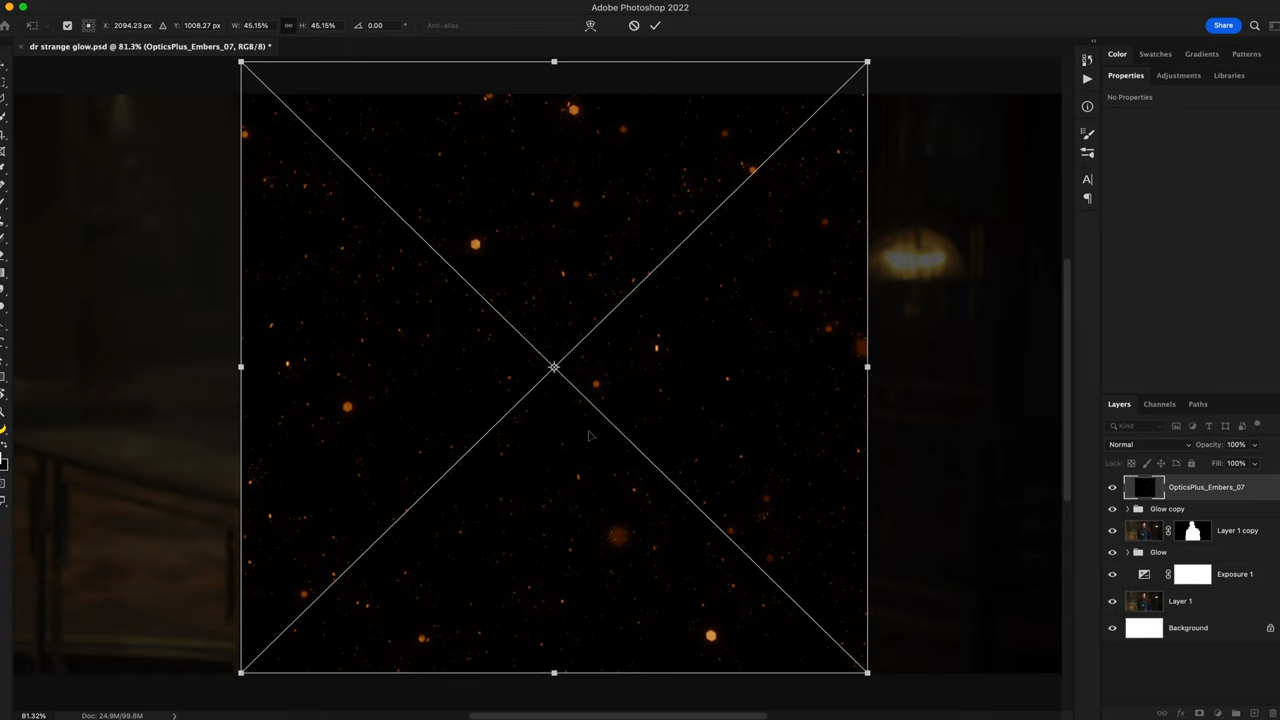 Adobe Photoshop 2022
X: 2094.23 px Y: 1008.27 px W: 45.15% H: 45.15% 0.00 ° Anti-alias Share
dr strange glow.psd @ 81.3% (OpticsPlus_Embers_07, RGB/8) *
Color Swatches Gradients Patterns
Properties Adjustments Libraries
No Properties
Layers Channels Paths
Kind
Normal Opacity: 100%
Lock: Fill: 100%
OpticsPlus_Embers_07
Glow copy
Layer 1 copy
Glow
Exposure 1
Layer 1
Background
81.32% Doc: 24.9M/99.8M